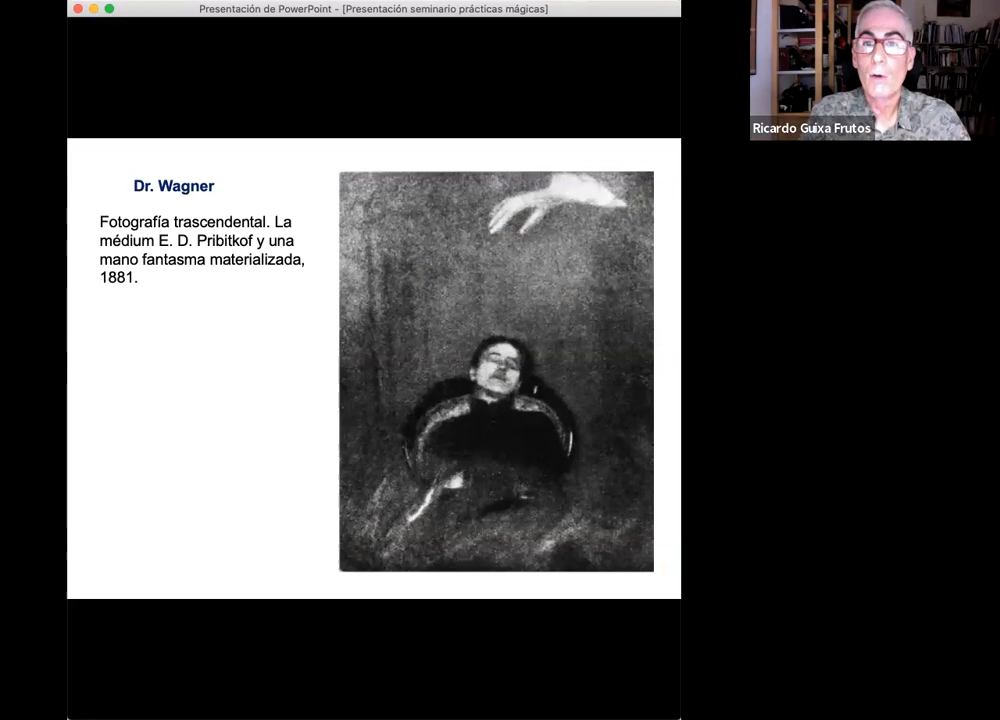 Presentación de PowerPoint - [Presentación seminario prácticas mágicas]
Ricardo Guixa Frutos
Dr. Wagner
Fotografía trascendental. La
médium E. D. Pribitkof y una
mano fantasma materializada,
1881.